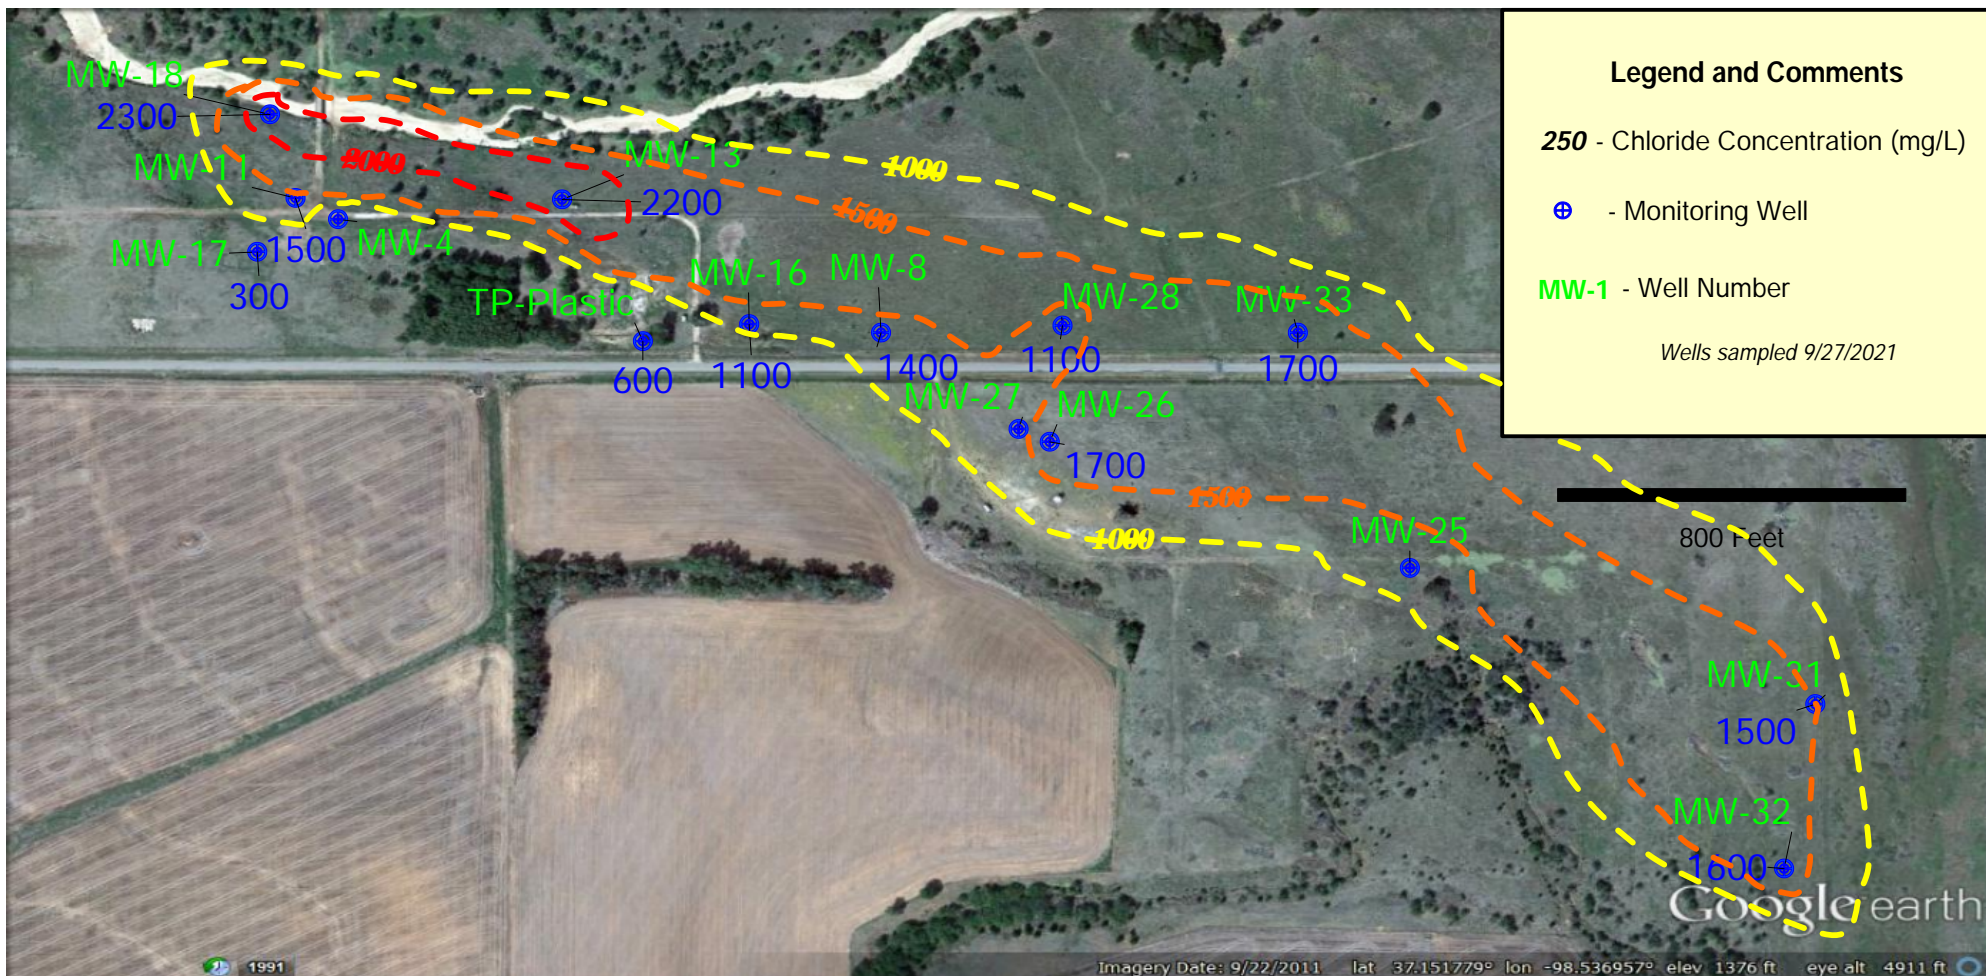 Legend and Comments
250 - Chloride Concentration (mg/L)
- Monitoring Well
MW-1 - Well Number
Wells sampled 9/27/2021
MW-18
2300
2000
MW-13
2200
1000
MW-11
1500
MW-4
1500
MW-17
300
TP-Plastic
600
MW-16
1100
MW-8
1400
MW-28
1100
MW-33
1700
MW-27
MW-26
1700
1500
1000
MW-25
800 Feet
MW-31
1500
MW-32
1600
Google earth
1991
Imagery Date: 9/22/2011 lat 37.151779° lon -98.536957° elev 1376 ft eye alt 4911 ft